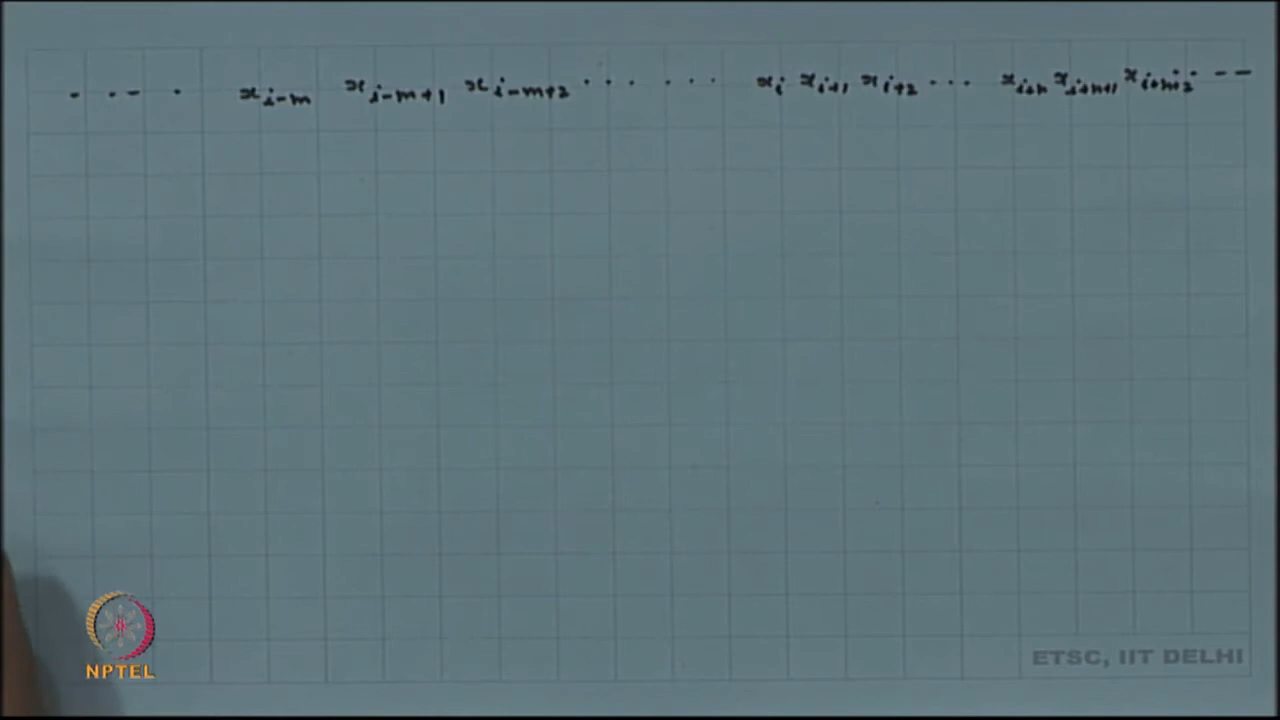 . . – . x_{i-m} x_{i-m+1} x_{i-m+2} . . . . . . x_i x_{i+1} x_{i+2} . . . x_{i+n} x_{i+n+1} x_{i+n+2} . . – –
NPTEL
ETSC, IIT DELHI